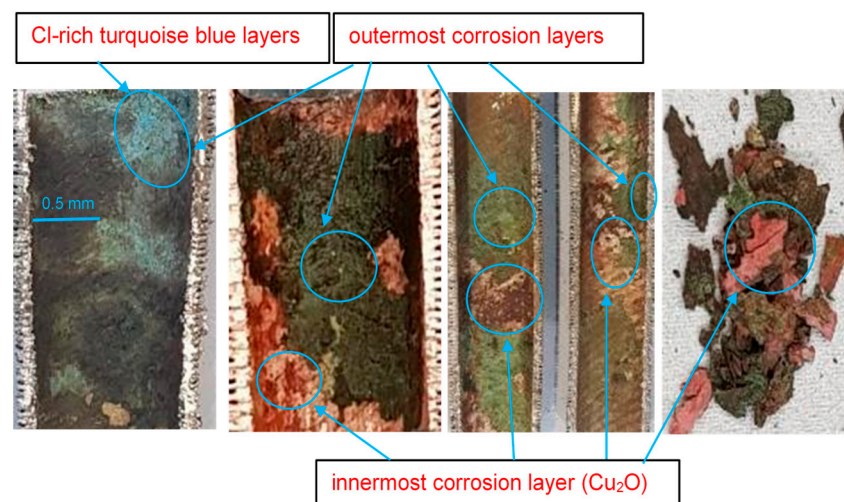 Cl-rich turquoise blue layers
outermost corrosion layers
0.5 mm
innermost corrosion layer (Cu₂O)